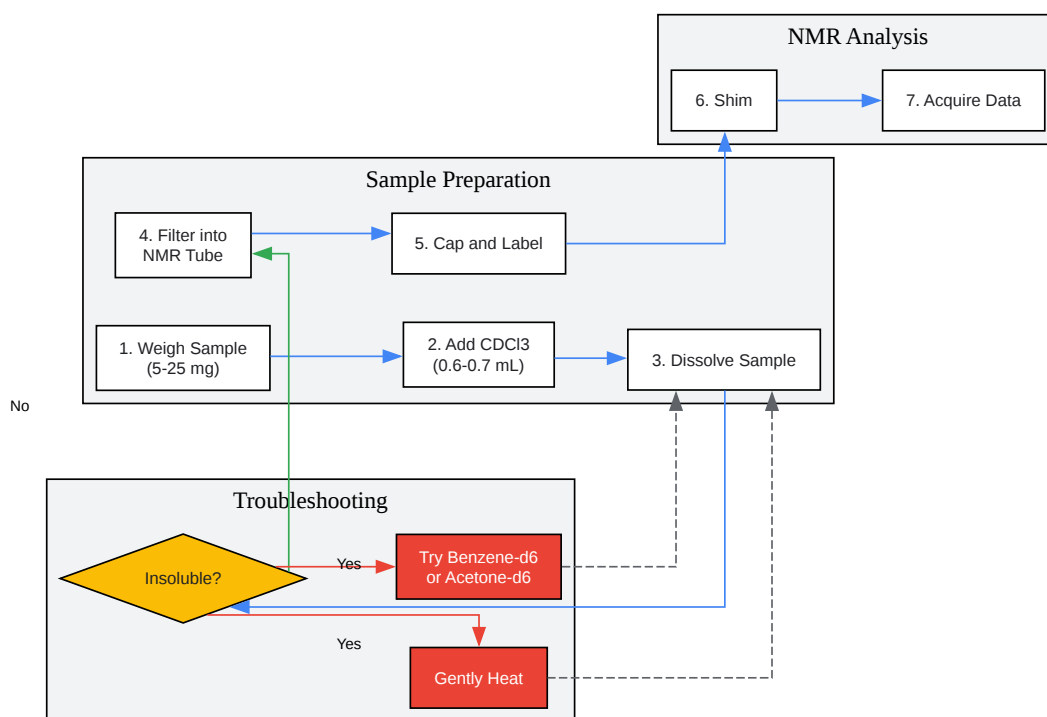 NMR Analysis
6. Shim
7. Acquire Data
Sample Preparation
4. Filter into
NMR Tube
5. Cap and Label
1. Weigh Sample
(5-25 mg)
2. Add CDCl3
(0.6-0.7 mL)
3. Dissolve Sample
No
Troubleshooting
Insoluble?
Yes
Try Benzene-d6
or Acetone-d6
Yes
Gently Heat